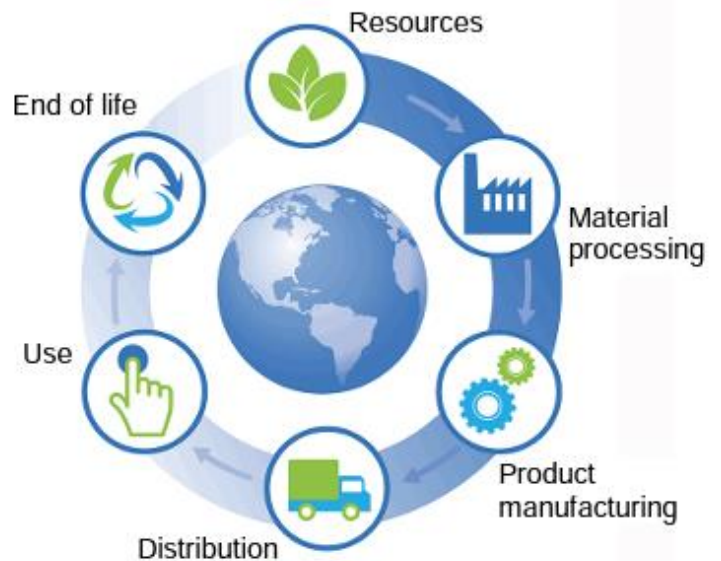 Resources
Material
processing
Product
manufacturing
Distribution
Use
End of life